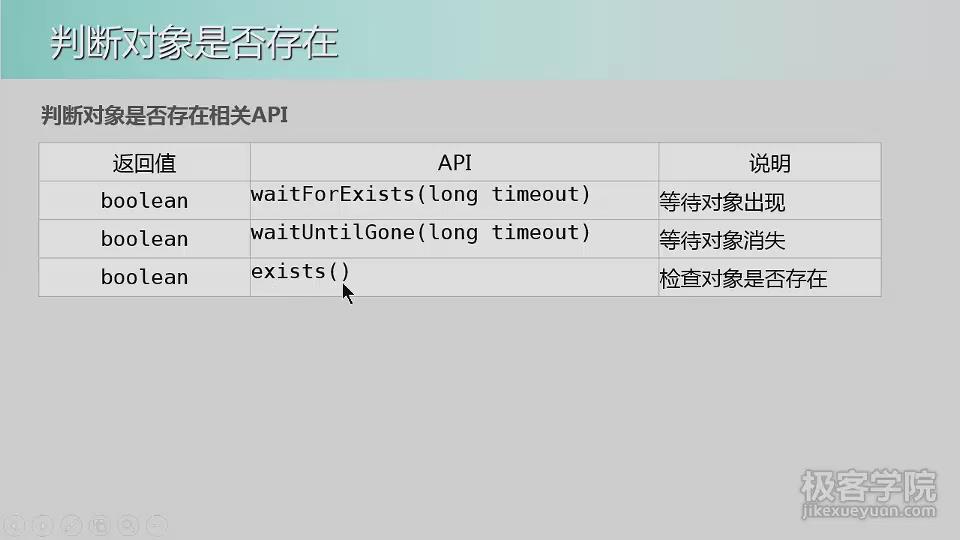 判断对象是否存在
判断对象是否存在相关API
返回值 API 说明
boolean waitForExists(long timeout) 等待对象出现
boolean waitUntilGone(long timeout) 等待对象消失
boolean exists() 检查对象是否存在
极客学院
jikexueyuan.com